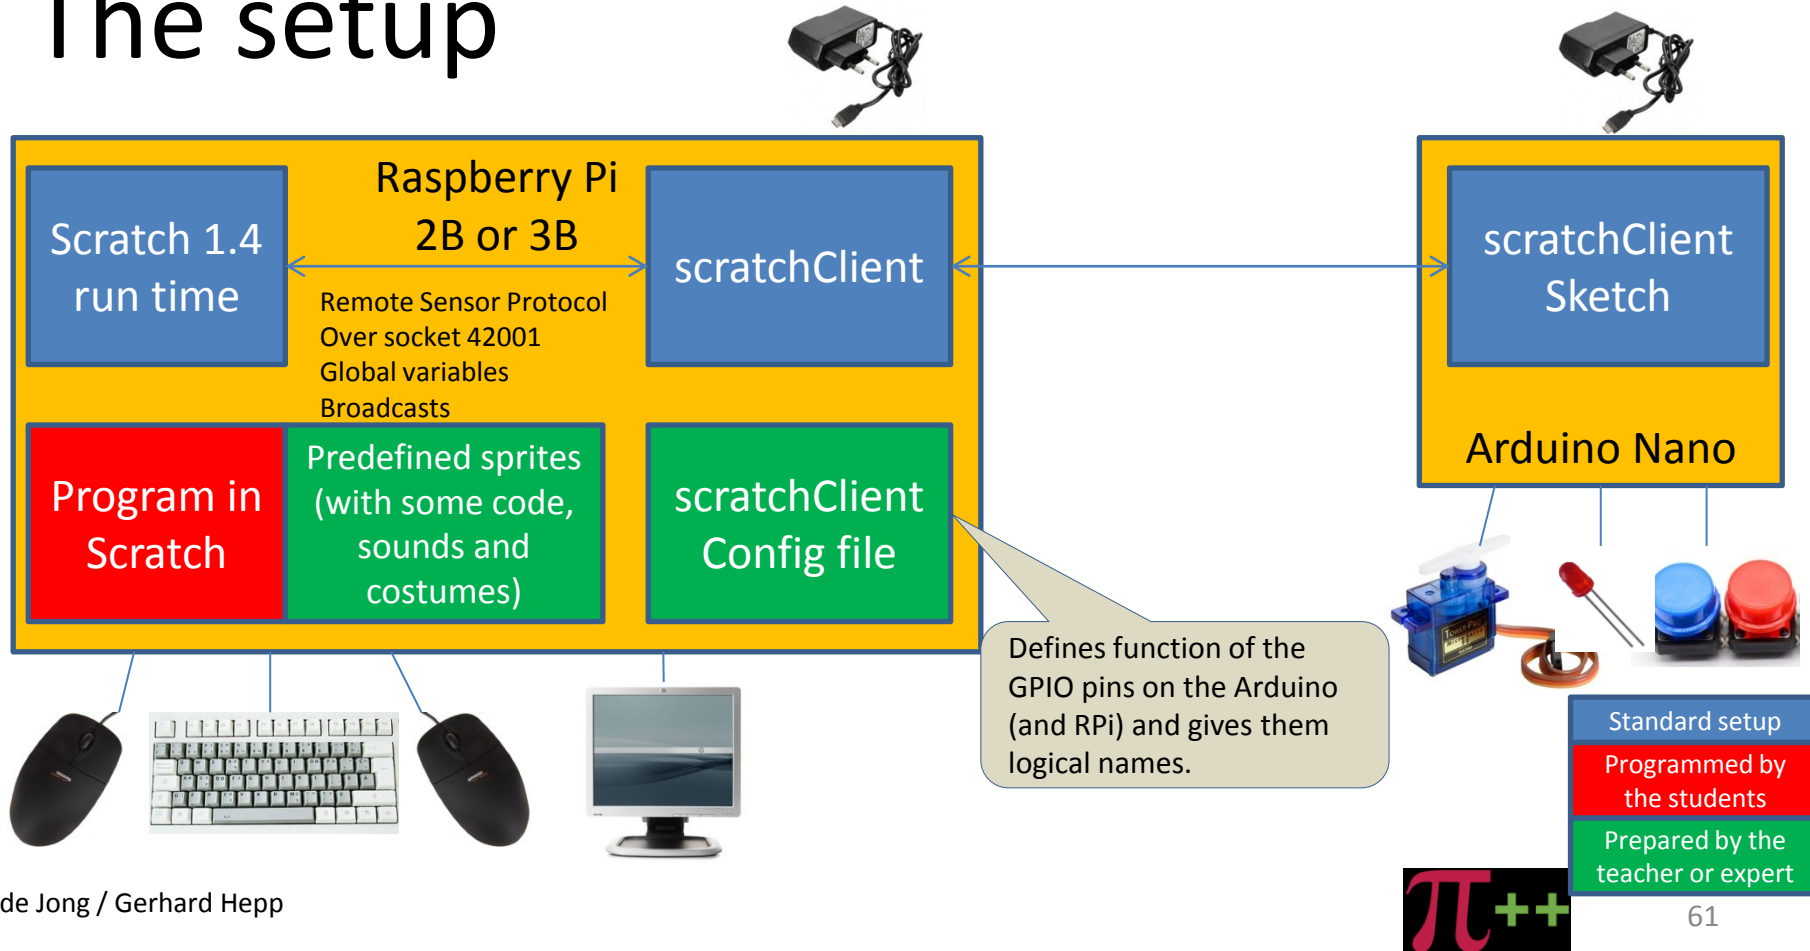 The setup
Raspberry Pi
2B or 3B
Scratch 1.4
run time
scratchClient
Remote Sensor Protocol
Over socket 42001
Global variables
Broadcasts
Program in
Scratch
Predefined sprites
(with some code,
sounds and
costumes)
scratchClient
Config file
scratchClient
Sketch
Arduino Nano
Defines function of the
GPIO pins on the Arduino
(and RPi) and gives them
logical names.
Standard setup
Programmed by
the students
Prepared by the
teacher or expert
de Jong / Gerhard Hepp
π++
61